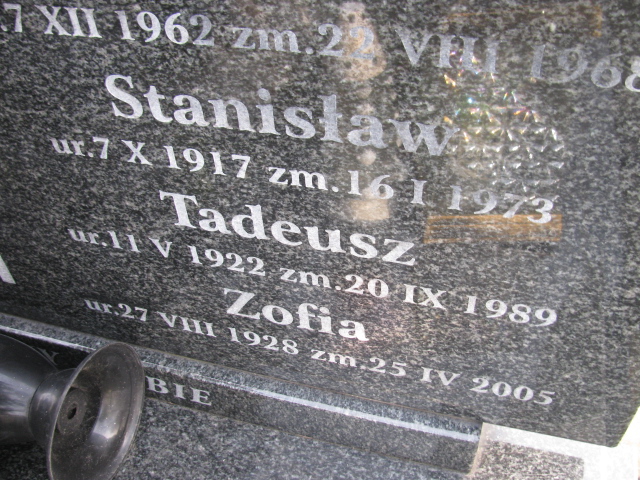 .7 XII 1962 zm.22 VIII 1968
Stanisław
ur.7 X 1917 zm.16 I 1973
Tadeusz
ur.11 V 1922 zm.20 IX 1989
Zofia
ur.27 VIII 1928 zm.25 IV 2005
BIE